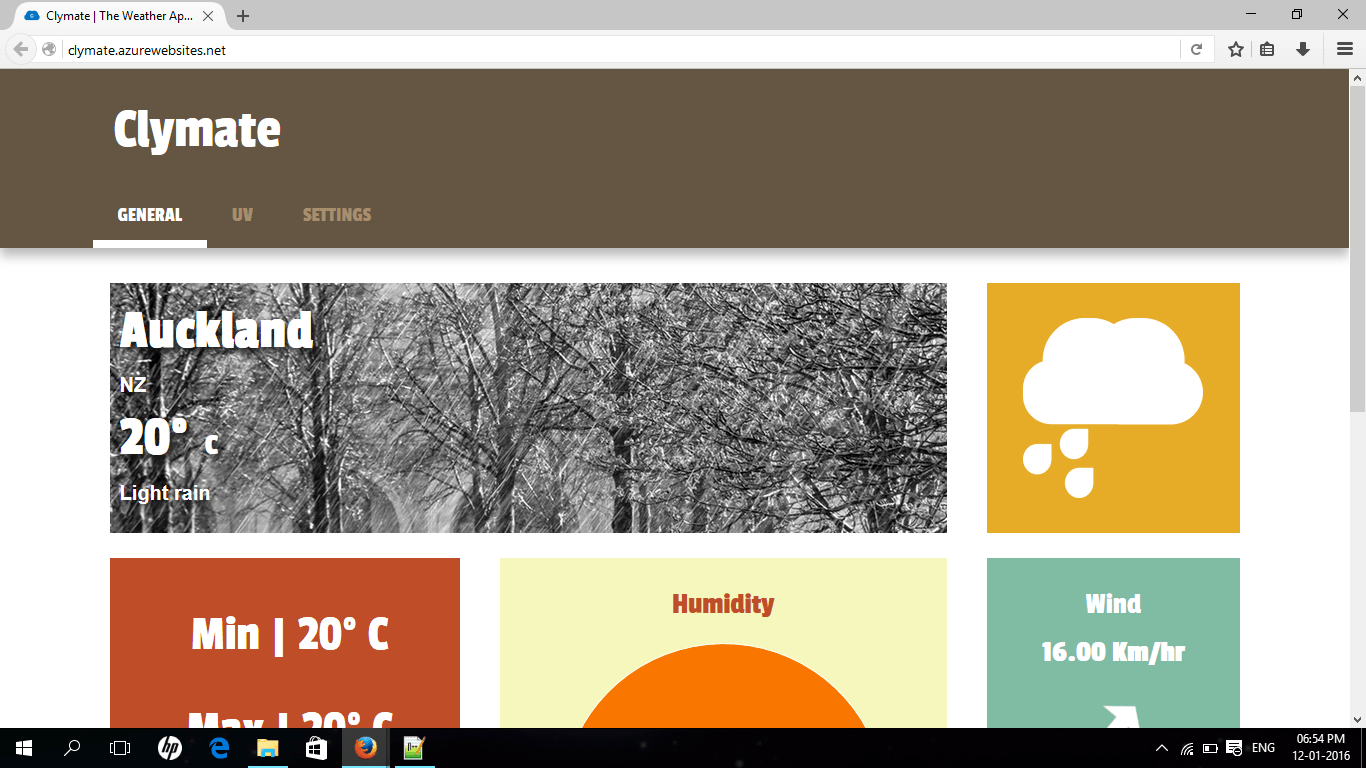 Clymate | The Weather Ap...
clymate.azurewebsites.net
Clymate
GENERAL UV SETTINGS
Auckland
NZ
20° C
Light rain
Min | 20° C
Max | 20° C
Humidity
Wind
16.00 Km/hr
hp
ENG
06:54 PM
12-01-2016